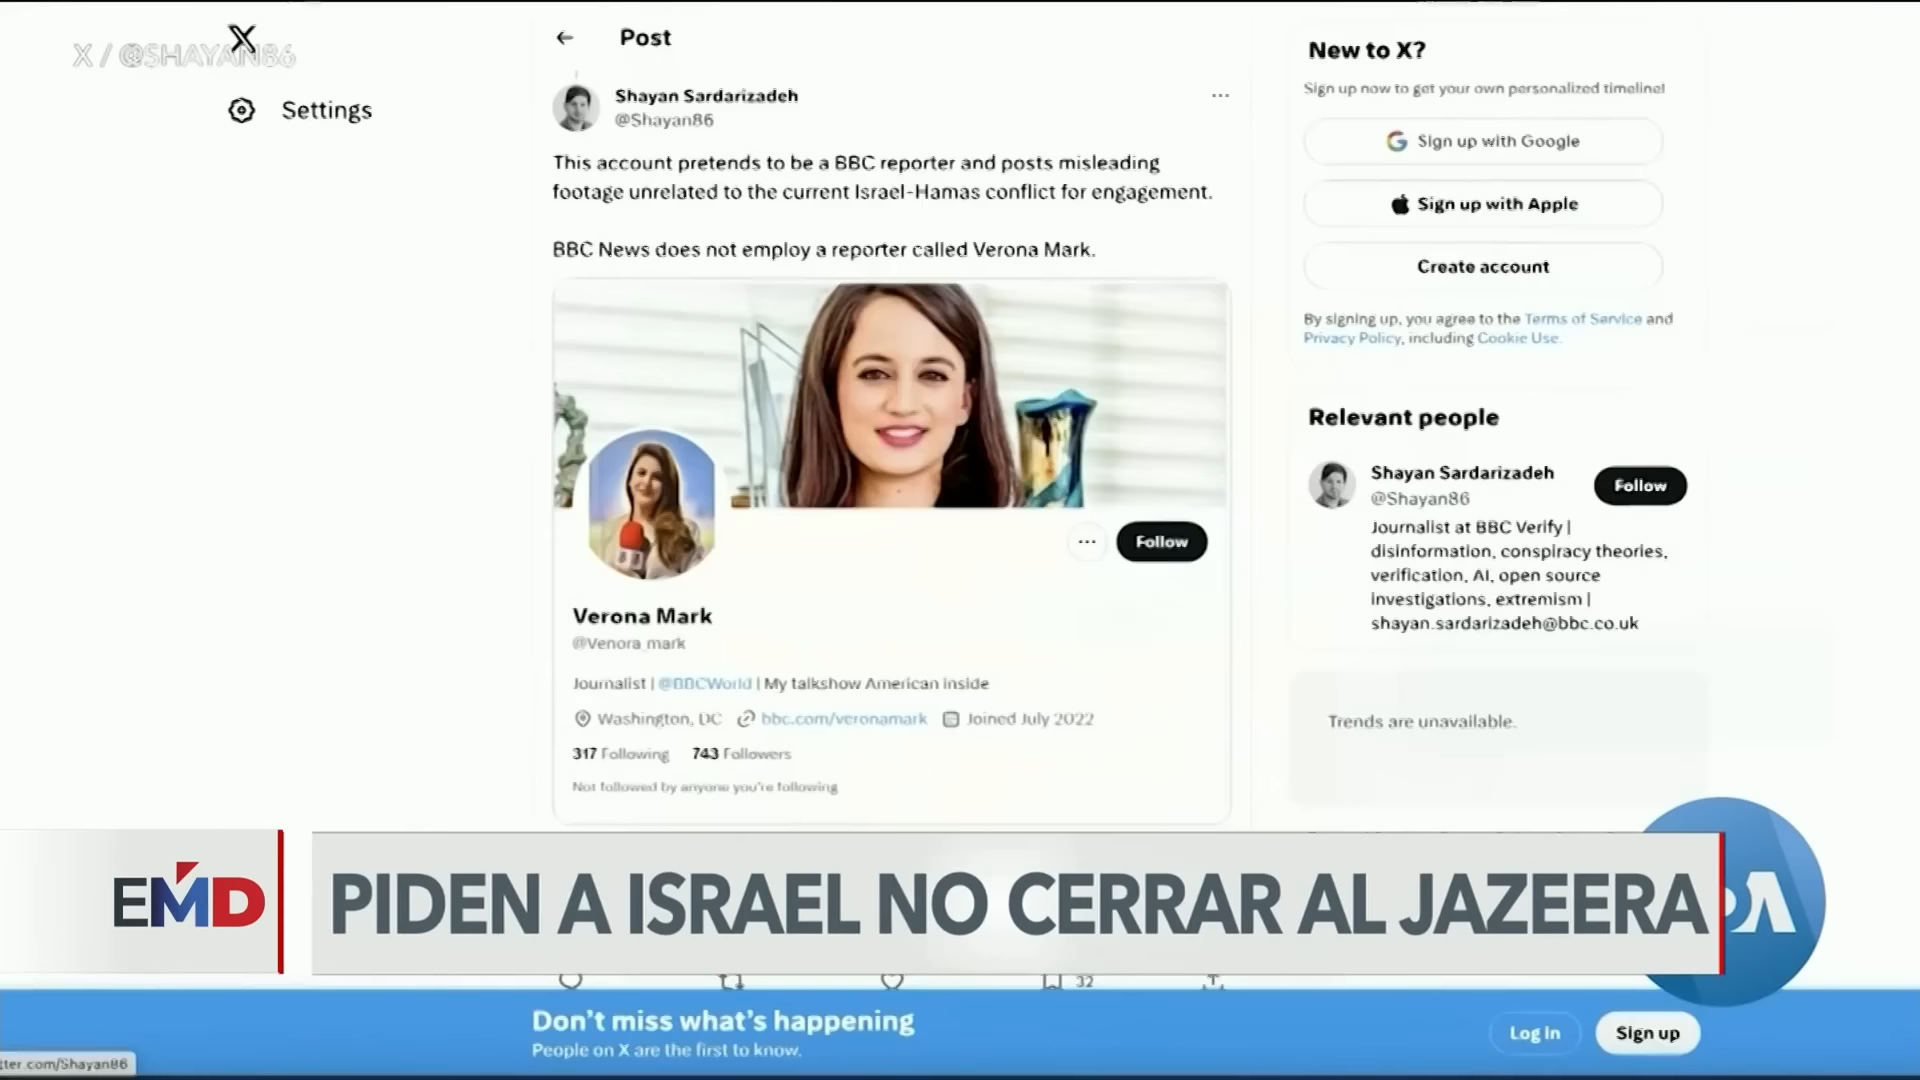 X / @SHAYAN86
Settings
Post
Shayan Sardarizadeh
@Shayan86
This account pretends to be a BBC reporter and posts misleading
footage unrelated to the current Israel-Hamas conflict for engagement.
BBC News does not employ a reporter called Verona Mark.
Follow
Verona Mark
@Venora_mark
Journalist | @BBCWorld | My talkshow American inside
Washington, DC bbc.com/veronamark Joined July 2022
317 Following 743 Followers
Not followed by anyone you're following
32
New to X?
Sign up now to get your own personalized timeline!
Sign up with Google
Sign up with Apple
Create account
By signing up, you agree to the Terms of Service and
Privacy Policy, including Cookie Use.
Relevant people
Shayan Sardarizadeh
@Shayan86
Follow
Journalist at BBC Verify |
disinformation, conspiracy theories,
verification, AI, open source
investigations, extremism |
shayan.sardarizadeh@bbc.co.uk
Trends are unavailable.
EMD
PIDEN A ISRAEL NO CERRAR AL JAZEERA
Don't miss what's happening
People on X are the first to know.
Log in
Sign up
tter.com/Shayan86